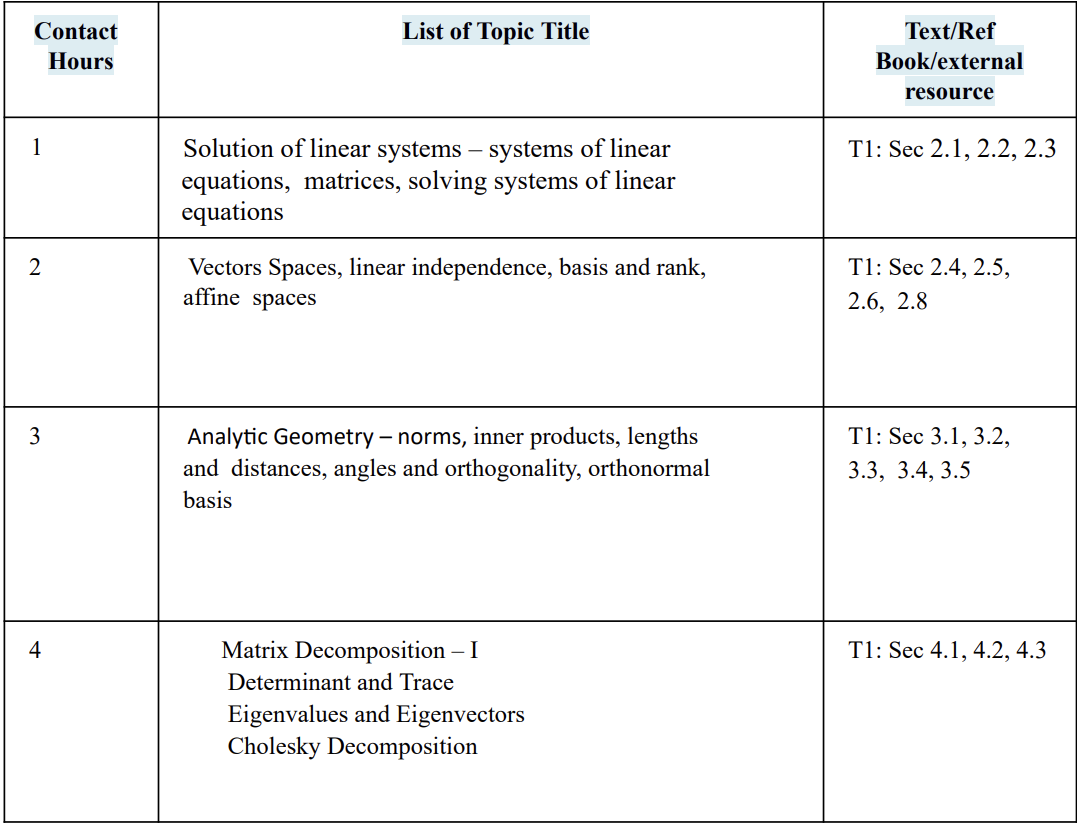 Contact
Hours
List of Topic Title
Text/Ref
Book/external
resource
1
Solution of linear systems – systems of linear
equations, matrices, solving systems of linear
equations
T1: Sec 2.1, 2.2, 2.3
2
Vectors Spaces, linear independence, basis and rank,
affine spaces
T1: Sec 2.4, 2.5,
2.6, 2.8
3
Analytic Geometry – norms, inner products, lengths
and distances, angles and orthogonality, orthonormal
basis
T1: Sec 3.1, 3.2,
3.3, 3.4, 3.5
4
Matrix Decomposition – I
Determinant and Trace
Eigenvalues and Eigenvectors
Cholesky Decomposition
T1: Sec 4.1, 4.2, 4.3